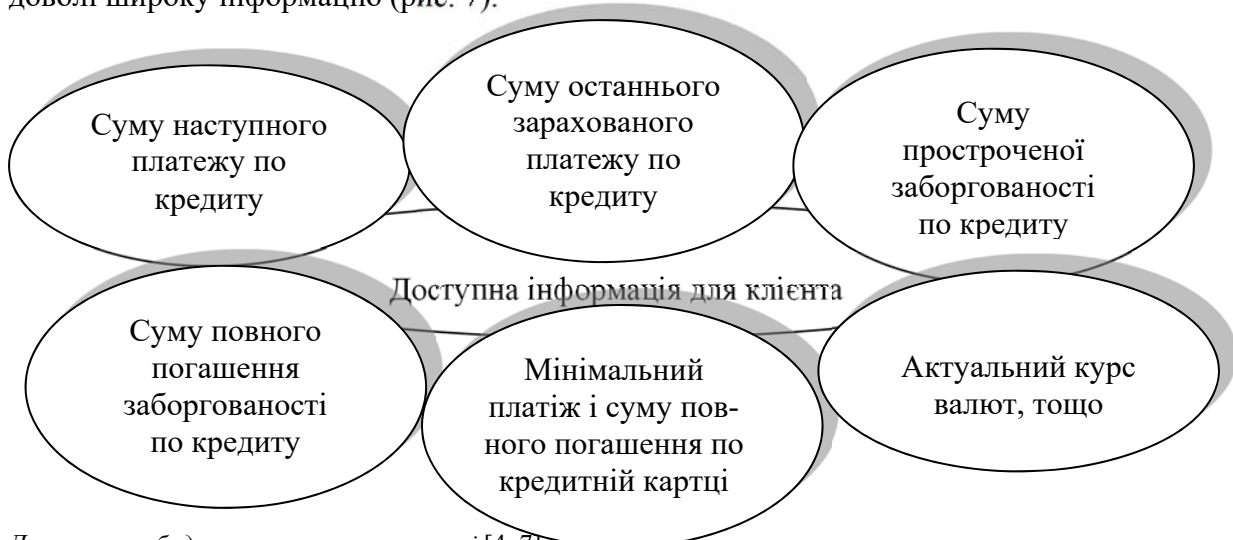 доволі широку інформацію (рис. 7).
Суму наступного
платежу по
кредиту
Суму останнього
зарахованого
платежу по
кредиту
Суму
простроченої
заборгованості
по кредиту
Доступна інформація для клієнта
Суму повного
погашення
заборгованості
по кредиту
Мінімальний
платіж і суму пов-
ного погашення по
кредитній картці
Актуальний курс
валют, тощо